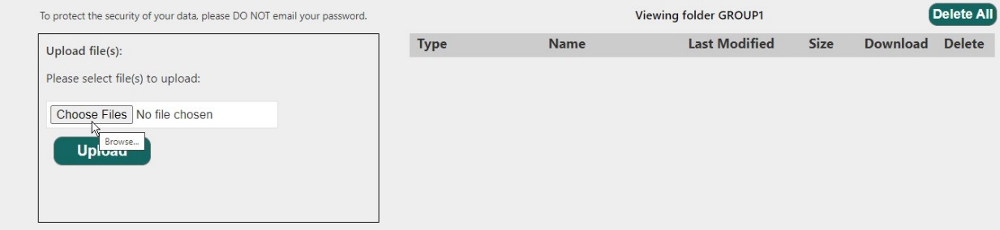 To protect the security of your data, please DO NOT email your password.
Upload file(s):
Please select file(s) to upload:
Choose Files No file chosen
Browse...
Upload
Viewing folder GROUP1
Delete All
Type Name Last Modified Size Download Delete